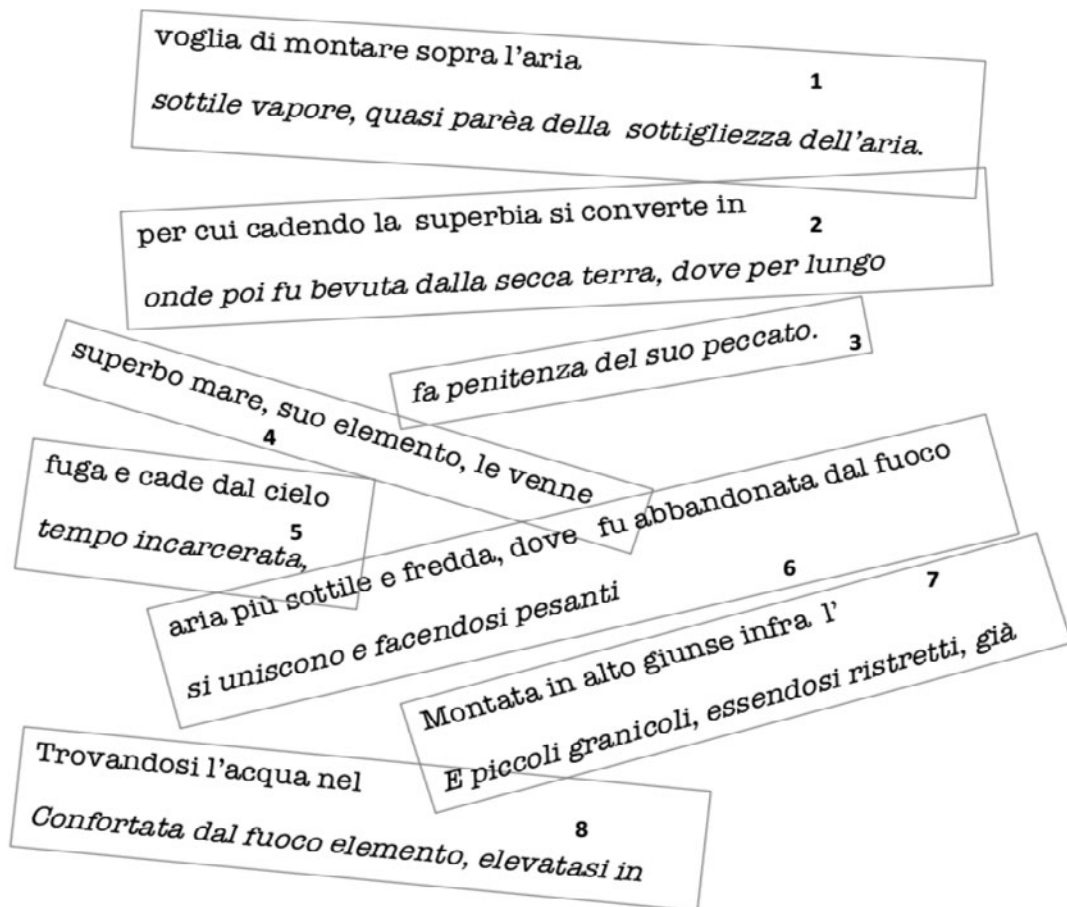 voglia di montare sopra l'aria
1
sottile vapore, quasi parèa della sottigliezza dell'aria.
per cui cadendo la superbia si converte in
2
onde poi fu bevuta dalla secca terra, dove per lungo
fa penitenza del suo peccato.
3
superbo mare, suo elemento, le venne
4
fuga e cade dal cielo
5
tempo incarcerata,
aria più sottile e fredda, dove fu abbandonata dal fuoco
6
si uniscono e facendosi pesanti
7
Montata in alto giunse infra l'
E piccoli granicoli, essendosi ristretti, già
Trovandosi l'acqua nel
8
Confortata dal fuoco elemento, elevatasi in